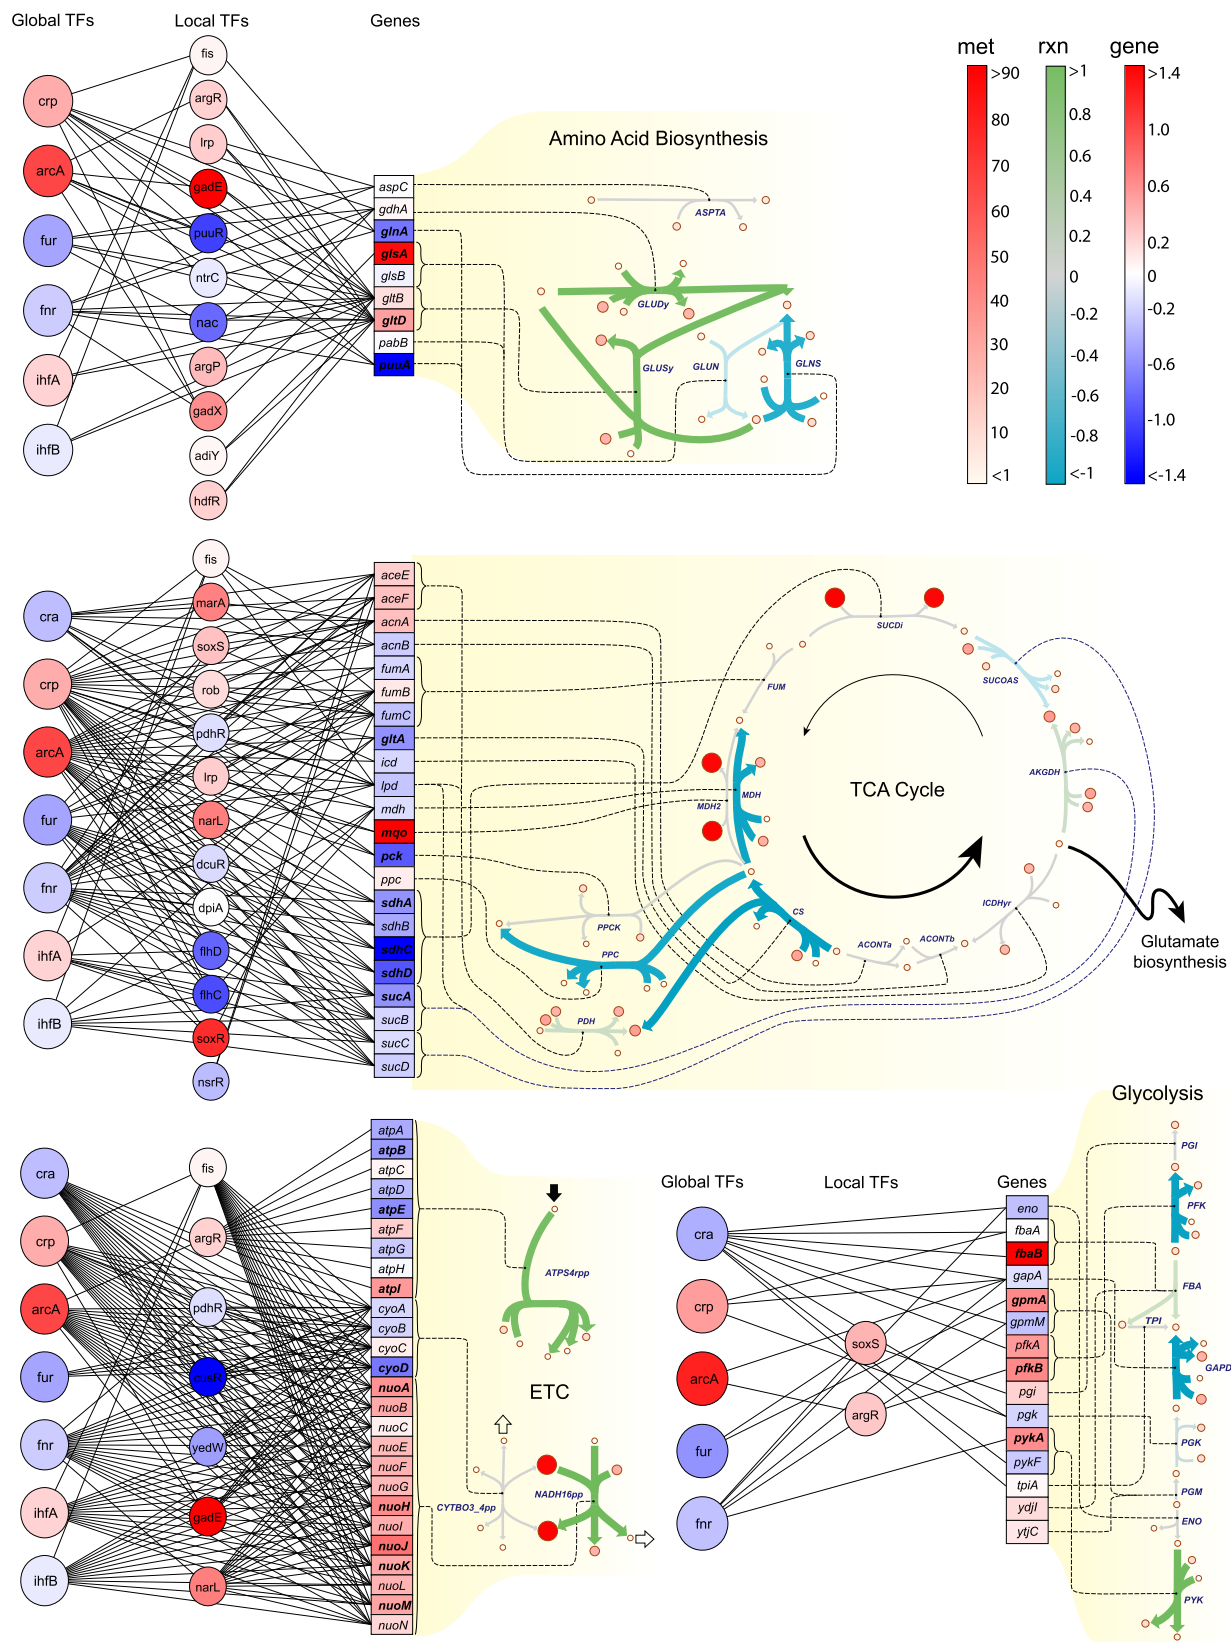 Global TFs
Local TFs
Genes
crp
arcA
fur
fnr
ihfA
ihfB
fis
argR
lrp
gadE
puuR
ntrC
nac
argP
gadX
adiY
hdfR
aspC
gdhA
glnA
glsA
glsB
gltB
gltD
pabB
puuA
Amino Acid Biosynthesis
ASPTA
GLUDy
GLUSy
GLUN
GLNS
met
rxn
gene
>90
80
70
60
50
40
30
20
10
<1
>1
0.8
0.6
0.4
0.2
0
-0.2
-0.4
-0.6
-0.8
<-1
>1.4
1.0
0.6
0.2
0
-0.2
-0.6
-1.0
<-1.4
cra
crp
arcA
fur
fnr
ihfA
ihfB
fis
marA
soxS
rob
pdhR
lrp
narL
dcuR
dpiA
flhD
flhC
soxR
nsrR
aceE
aceF
acnA
acnB
fumA
fumB
fumC
gltA
icd
lpd
mdh
mqo
pck
ppc
sdhA
sdhB
sdhC
sdhD
sucA
sucB
sucC
sucD
SUCDi
FUM
SUCOAS
MDH
MDH2
TCA Cycle
AKGDH
CS
ICDHyr
PPCK
ACONTa
ACONTb
PPC
PDH
Glutamate
biosynthesis
cra
crp
arcA
fur
fnr
ihfA
ihfB
fis
argR
pdhR
cusR
yedW
gadE
narL
atpA
atpB
atpC
atpD
atpE
atpF
atpG
atpH
atpI
cyoA
cyoB
cyoC
cyoD
nuoA
nuoB
nuoC
nuoE
nuoF
nuoG
nuoH
nuoI
nuoJ
nuoK
nuoL
nuoM
nuoN
ATPS4rpp
ETC
CYTBO3_4pp
NADH16pp
Glycolysis
Global TFs
Local TFs
Genes
cra
crp
arcA
fur
fnr
soxS
argR
eno
fbaA
fbaB
gapA
gpmA
gpmM
pfkA
pfkB
pgi
pgk
pykA
pykF
tpiA
ydjI
ytjC
PGI
PFK
FBA
TPI
GAPD
PGK
PGM
ENO
PYK